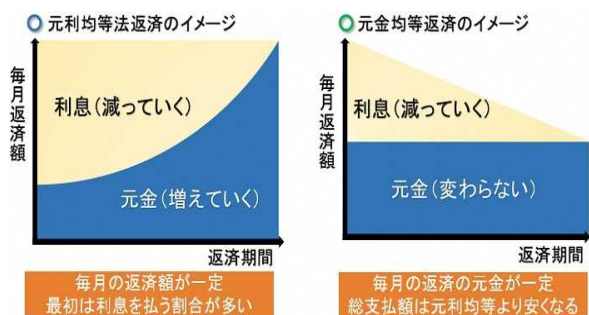 元利均等法返済のイメージ
毎月返済額
利息(減っていく)
元金(増えていく)
返済期間
毎月の返済額が一定
最初は利息を払う割合が多い
元金均等返済のイメージ
毎月返済額
利息(減っていく)
元金(変わらない)
返済期間
毎月の返済の元金が一定
総支払額は元利均等より安くなる